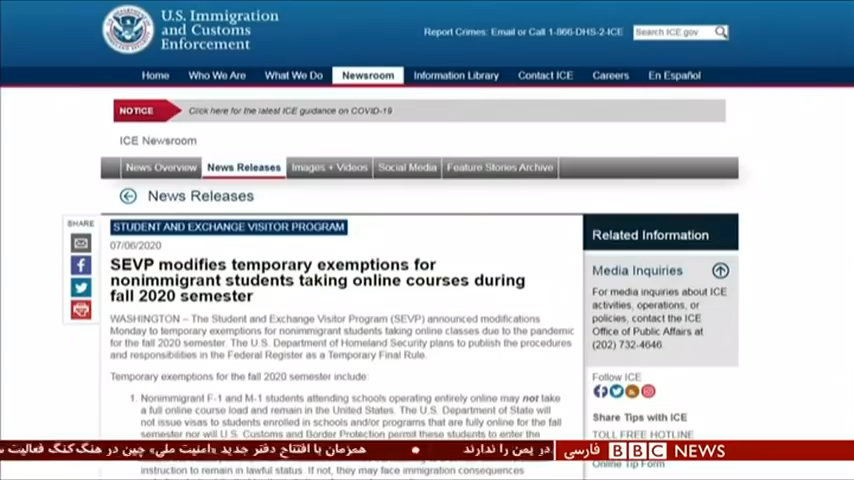 U.S. Immigration
and Customs
Enforcement
Report Crimes: Email or Call 1-866-DHS-2-ICE
Search ICE.gov
Home Who We Are What We Do Newsroom Information Library Contact ICE Careers En Español
NOTICE Click here for the latest ICE guidance on COVID-19
ICE Newsroom
News Overview News Releases Images + Videos Social Media Feature Stories Archive
News Releases
SHARE
STUDENT AND EXCHANGE VISITOR PROGRAM
07/06/2020
SEVP modifies temporary exemptions for
nonimmigrant students taking online courses during
fall 2020 semester
WASHINGTON – The Student and Exchange Visitor Program (SEVP) announced modifications
Monday to temporary exemptions for nonimmigrant students taking online classes due to the pandemic
for the fall 2020 semester. The U.S. Department of Homeland Security plans to publish the procedures
and responsibilities in the Federal Register as a Temporary Final Rule.
Temporary exemptions for the fall 2020 semester include:
1. Nonimmigrant F-1 and M-1 students attending schools operating entirely online may not take
a full online course load and remain in the United States. The U.S. Department of State will
not issue visas to students enrolled in schools and/or programs that are fully online for the fall
semester nor will U.S. Customs and Border Protection permit these students to enter the
instruction to remain in lawful status. If not, they may face immigration consequences
Related Information
Media Inquiries
For media inquiries about ICE
activities, operations, or
policies, contact the ICE
Office of Public Affairs at
(202) 732-4646
Follow ICE
Share Tips with ICE
TOLL FREE HOTLINE
Online Tip Form
در یمن را ندارند
همزمان با افتتاح دفتر جدید «امنیت ملی» چین در هنگ کنگ فعالیت
BBC NEWS فارسی